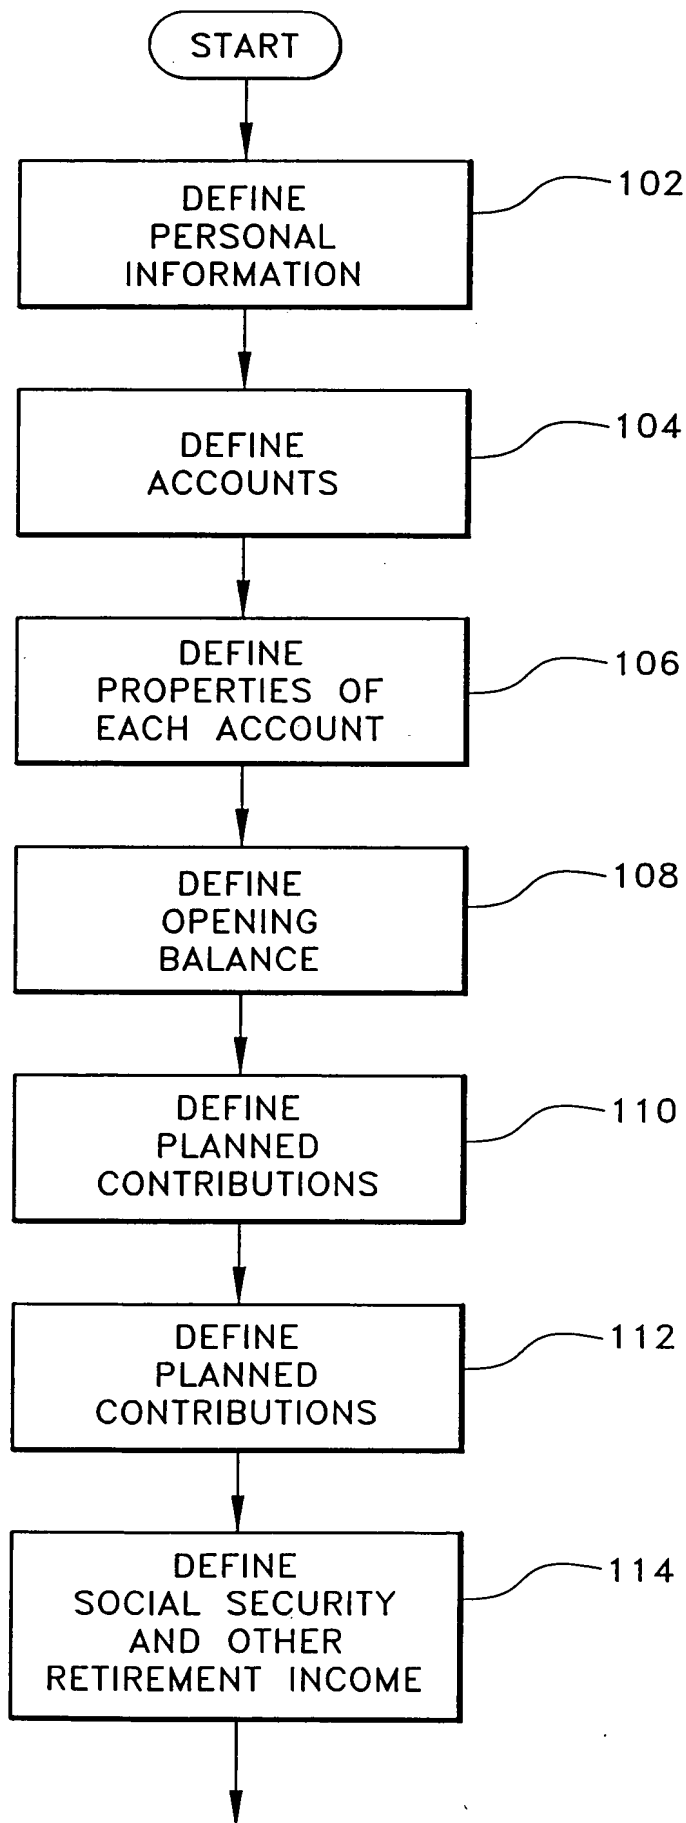 START
102
DEFINE
PERSONAL
INFORMATION
104
DEFINE
ACCOUNTS
106
DEFINE
PROPERTIES OF
EACH ACCOUNT
108
DEFINE
OPENING
BALANCE
110
DEFINE
PLANNED
CONTRIBUTIONS
112
DEFINE
PLANNED
CONTRIBUTIONS
114
DEFINE
SOCIAL SECURITY
AND OTHER
RETIREMENT INCOME